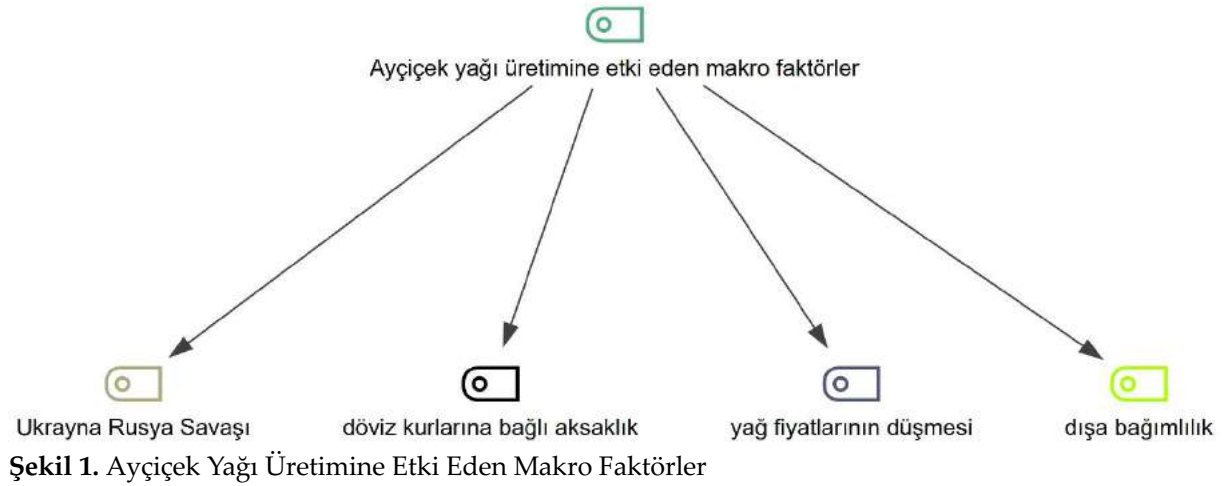 Ayçiçek yağı üretimine etki eden makro faktörler
Ukrayna Rusya Savaşı
döviz kurlarına bağlı aksaklık
yağ fiyatlarının düşmesi
dışa bağımlılık
Şekil 1. Ayçiçek Yağı Üretimine Etki Eden Makro Faktörler